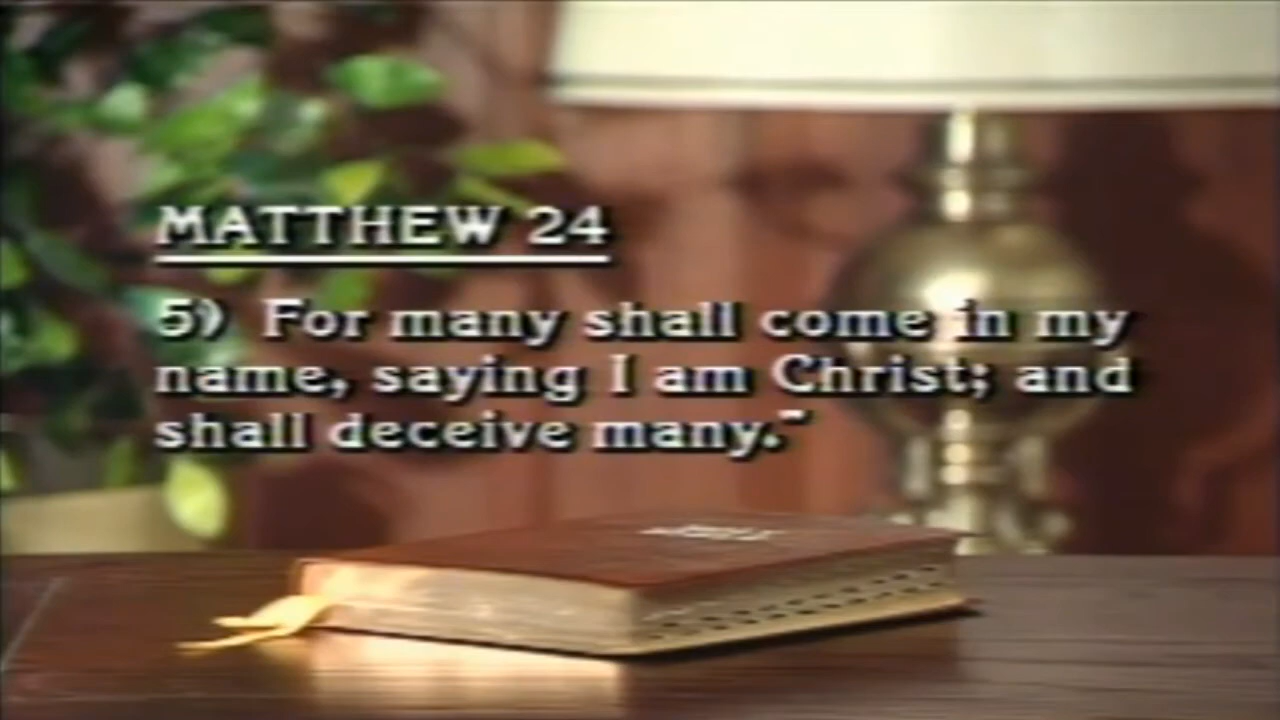 MATTHEW 24
5) For many shall come in my
name, saying I am Christ; and
shall deceive many."